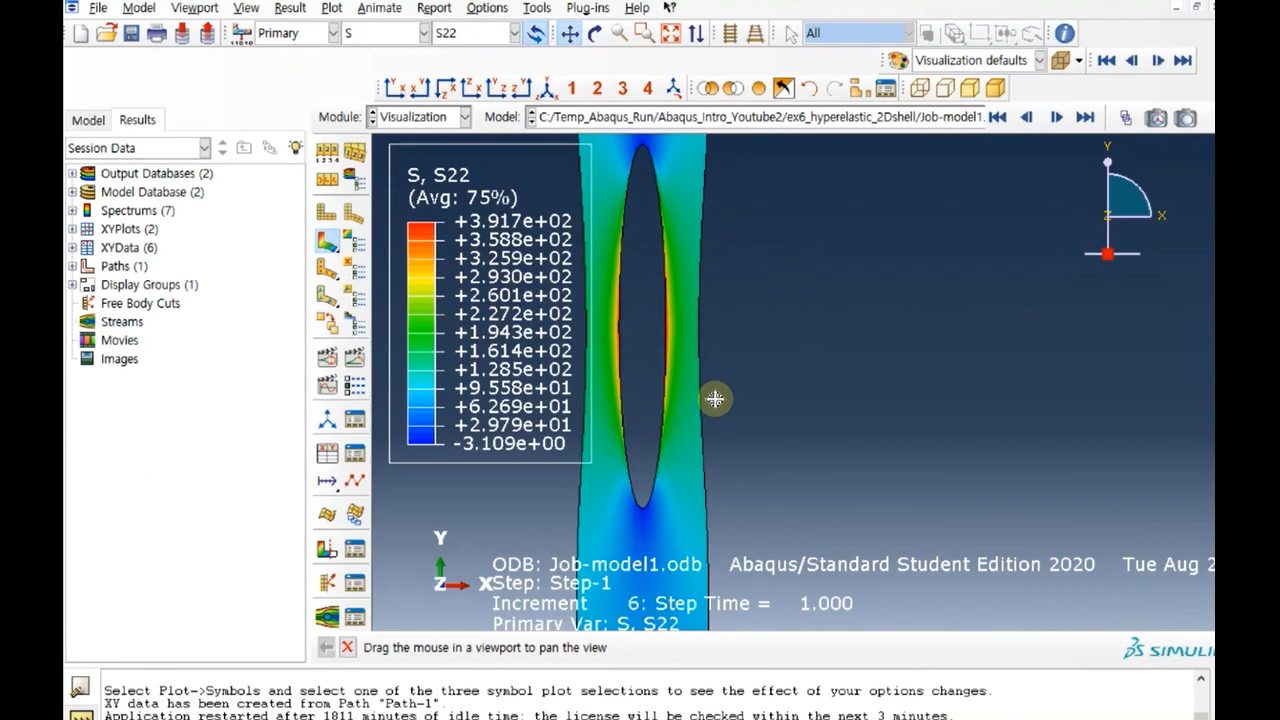 File Model Viewport View Result Plot Animate Report Options Tools Plug-ins Help
Primary S S22 All
Visualization defaults
1 2 3 4
Model Results
Module: Visualization Model: C:/Temp_Abaqus_Run/Abaqus_Intro_Youtube2/ex6_hyperelastic_2Dshell/Job-model1.
Session Data
Output Databases (2)
Model Database (2)
Spectrums (7)
XYPlots (2)
XYData (6)
Paths (1)
Display Groups (1)
Free Body Cuts
Streams
Movies
Images
S, S22
(Avg: 75%)
+3.917e+02
+3.588e+02
+3.259e+02
+2.930e+02
+2.601e+02
+2.272e+02
+1.943e+02
+1.614e+02
+1.285e+02
+9.558e+01
+6.269e+01
+2.979e+01
-3.109e+00
Y
Z X
Y
Z X
ODB: Job-model1.odb Abaqus/Standard Student Edition 2020 Tue Aug 2
Step: Step-1
Increment 6: Step Time = 1.000
Primary Var: S, S22
Drag the mouse in a viewport to pan the view
SIMULI
Select Plot->Symbols and select one of the three symbol plot selections to see the effect of your options changes.
XY data has been created from Path "Path-1".
Application restarted after 1811 minutes of idle time; the license will be checked within the next 3 minutes.